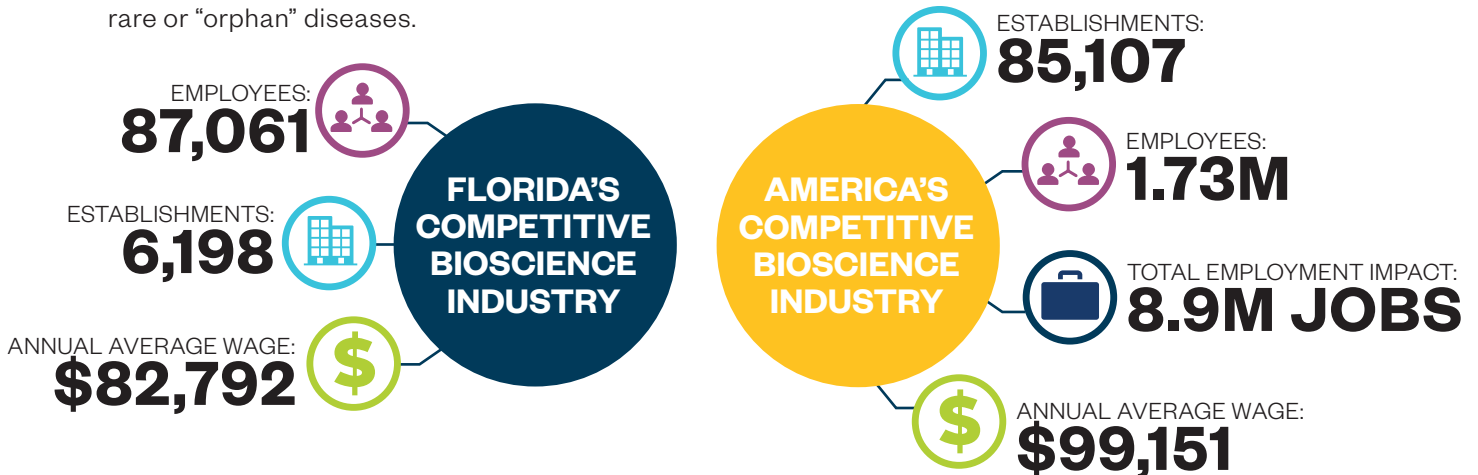 rare or “orphan” diseases.
EMPLOYEES:
87,061
ESTABLISHMENTS:
6,198
ANNUAL AVERAGE WAGE:
$82,792
FLORIDA’S
COMPETITIVE
BIOSCIENCE
INDUSTRY
AMERICA’S
COMPETITIVE
BIOSCIENCE
INDUSTRY
ESTABLISHMENTS:
85,107
EMPLOYEES:
1.73M
TOTAL EMPLOYMENT IMPACT:
8.9M JOBS
ANNUAL AVERAGE WAGE:
$99,151